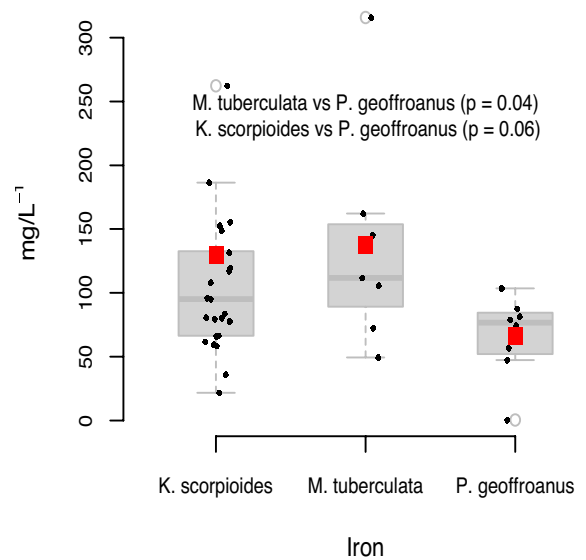 300
250
200
150
100
50
0
mg/L⁻¹
M. tuberculata vs P. geoffroanus (p = 0.04)
K. scorpioides vs P. geoffroanus (p = 0.06)
K. scorpioides M. tuberculata P. geoffroanus
Iron